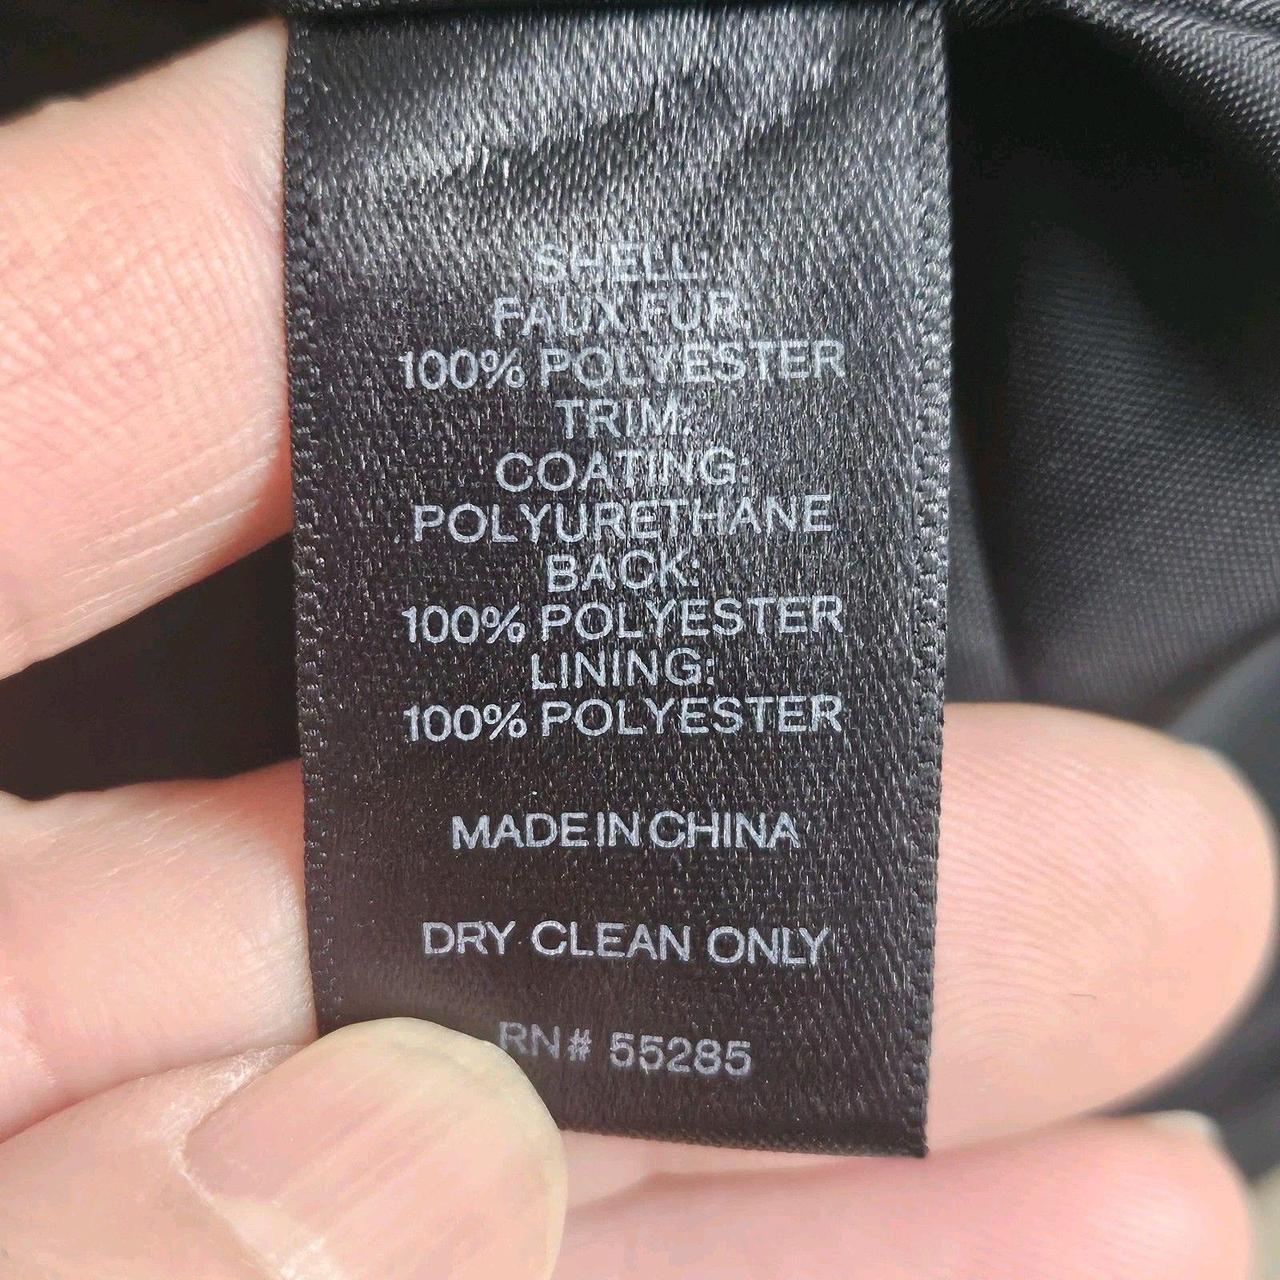 SHELL:
FAUX FUR:
100% POLYESTER
TRIM:
COATING:
POLYURETHANE
BACK:
100% POLYESTER
LINING:
100% POLYESTER
MADE IN CHINA
DRY CLEAN ONLY
RN# 55285